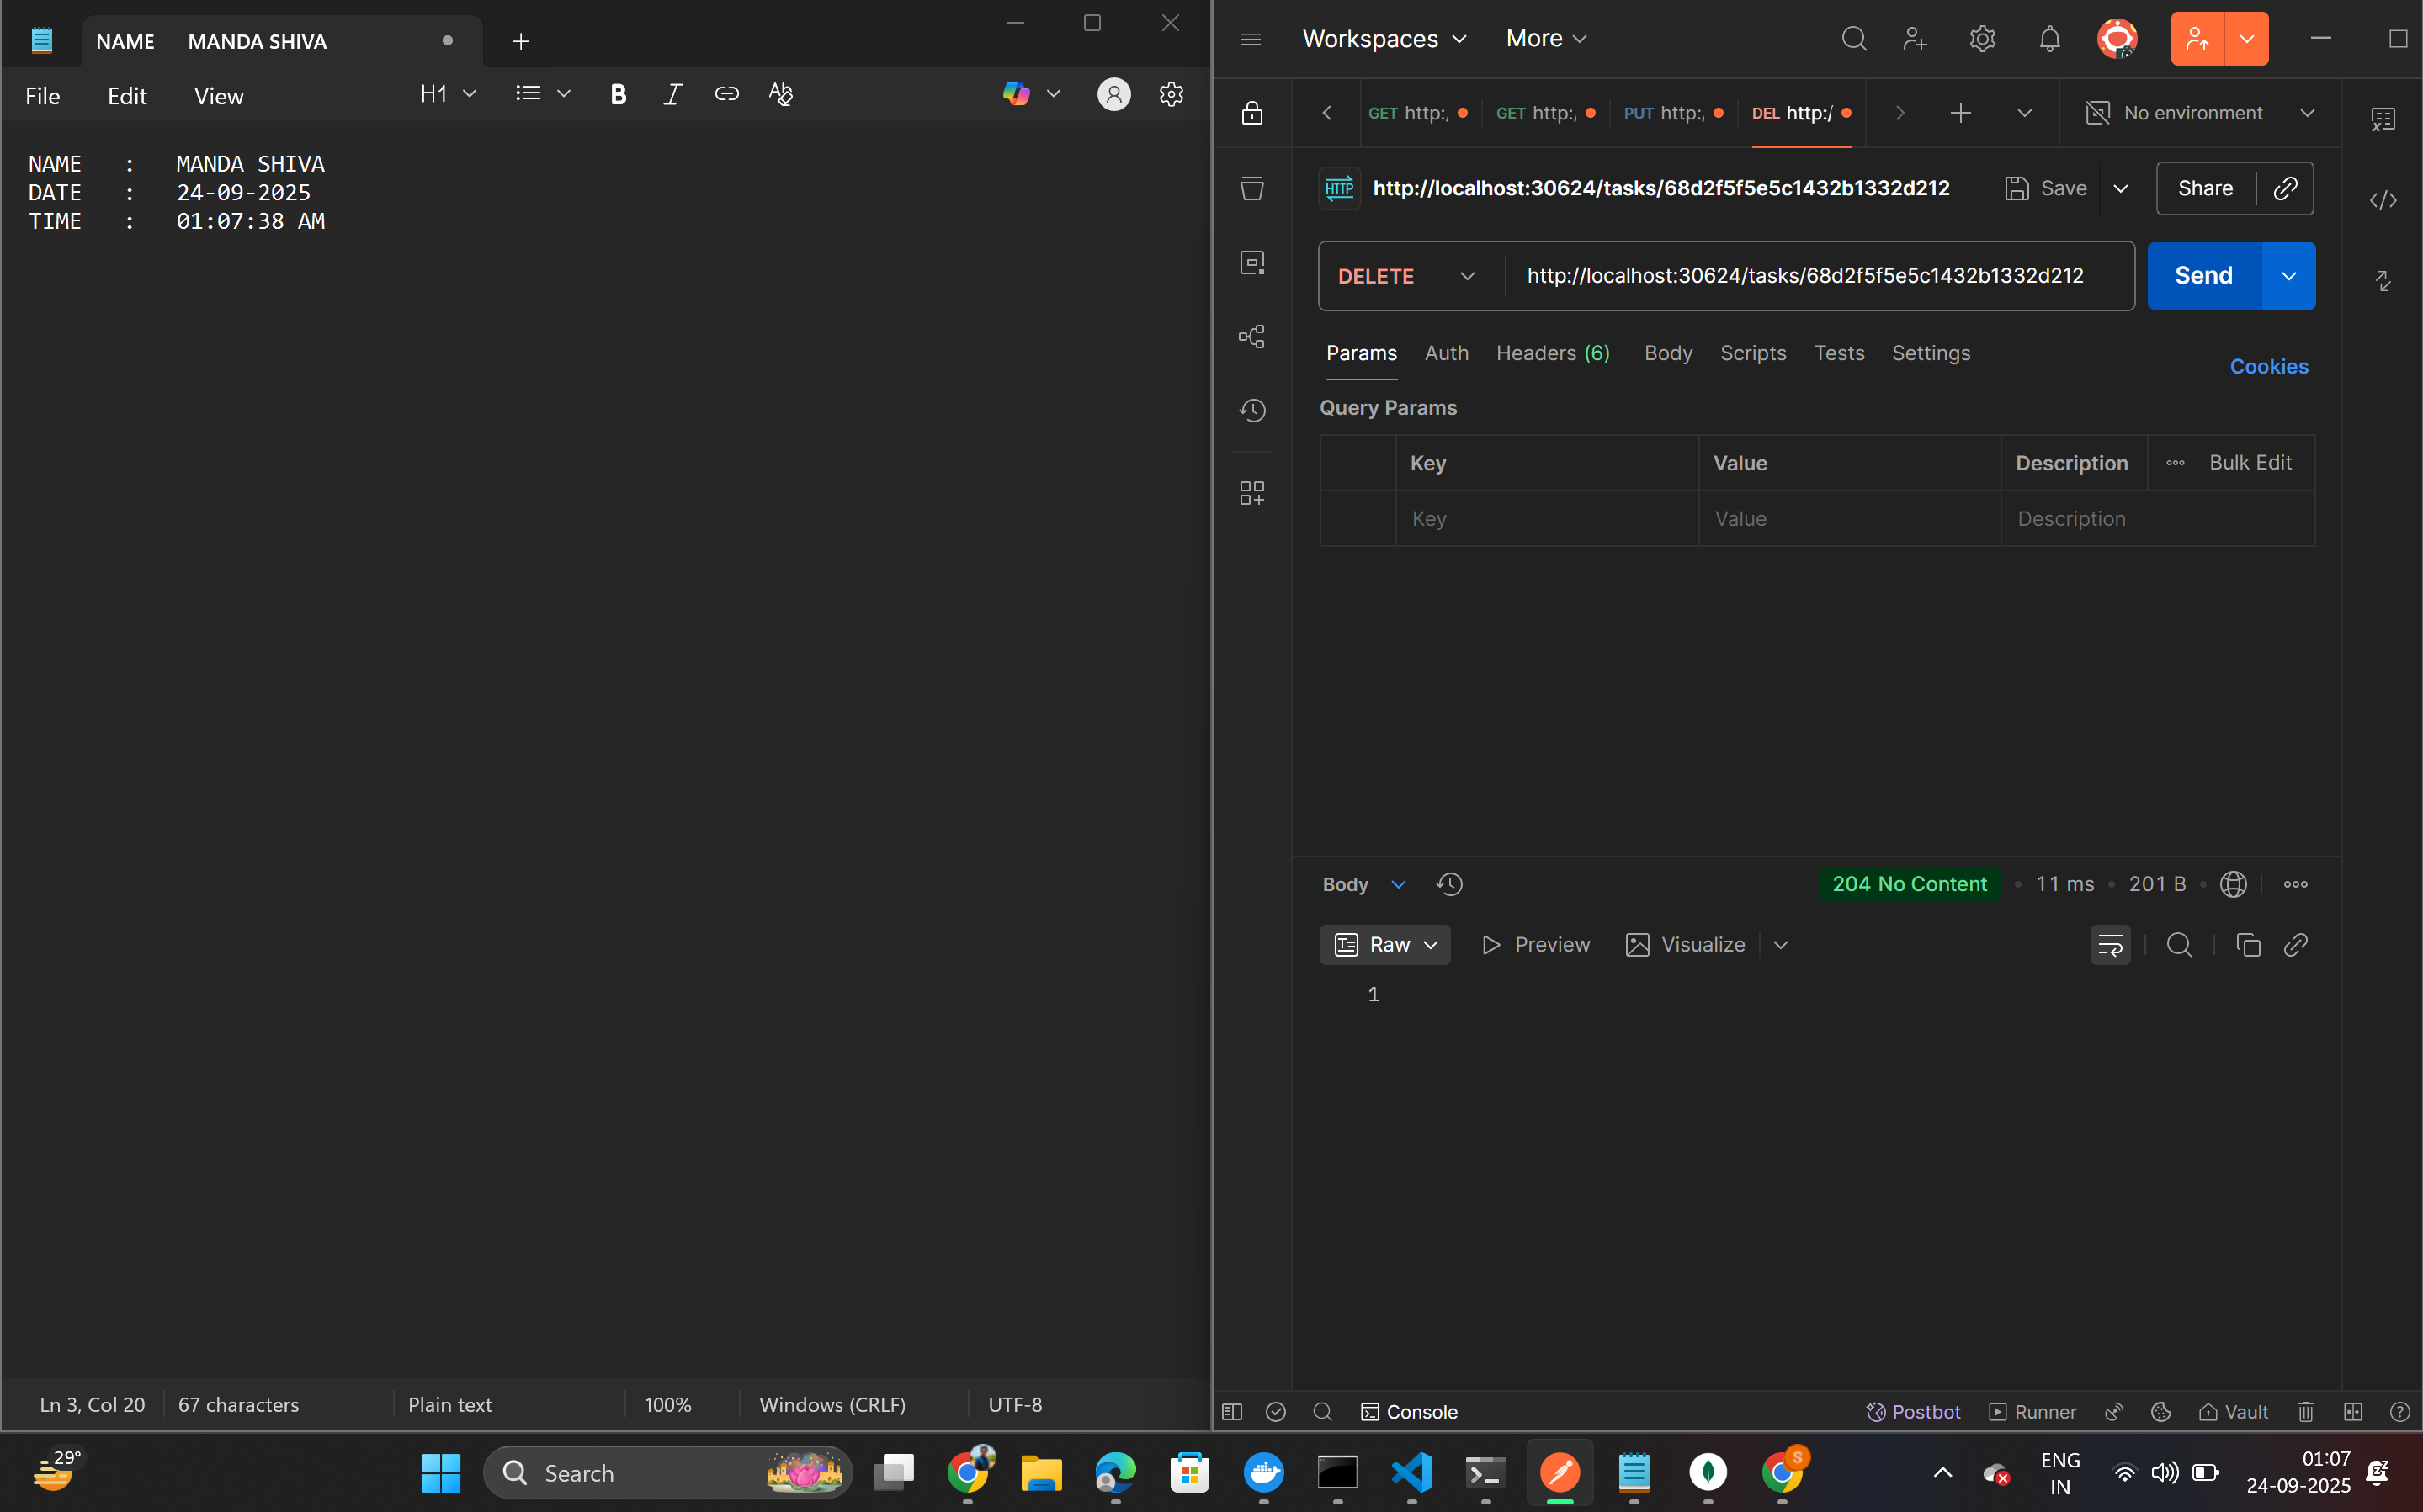 NAME MANDA SHIVA
File Edit View H1
NAME : MANDA SHIVA
DATE : 24-09-2025
TIME : 01:07:38 AM
Ln 3, Col 20 67 characters Plain text 100% Windows (CRLF) UTF-8
Workspaces More
GET http:/ GET http:/ PUT http:/ DEL http:/ No environment
HTTP http://localhost:30624/tasks/68d2f5f5e5c1432b1332d212 Save Share
DELETE http://localhost:30624/tasks/68d2f5f5e5c1432b1332d212 Send
Params Auth Headers (6) Body Scripts Tests Settings Cookies
Query Params
Key Value Description Bulk Edit
Key Value Description
Body 204 No Content 11 ms 201 B
Raw Preview Visualize
1
Console Postbot Runner Vault
29° Search S ENG 01:07
IN 24-09-2025